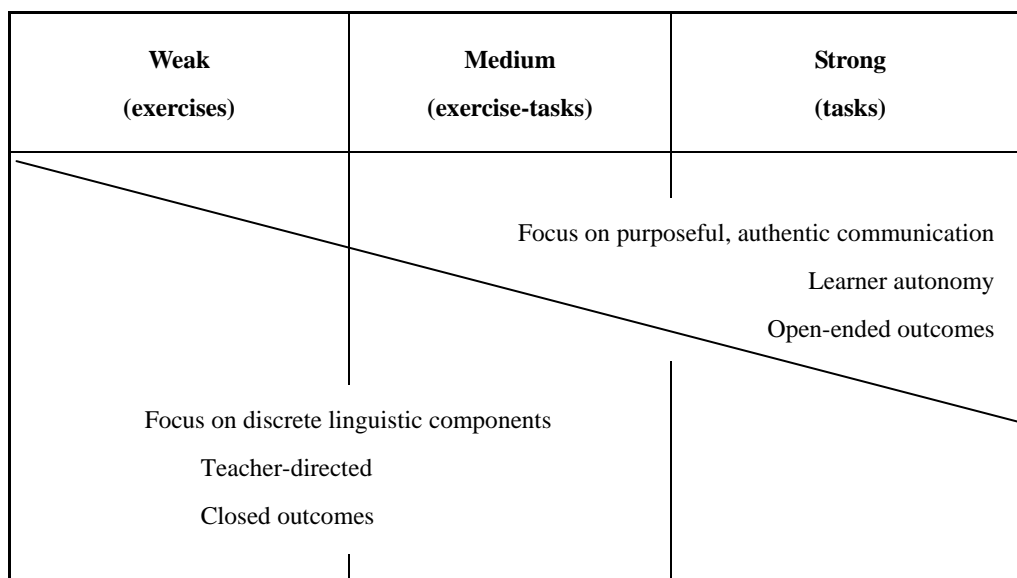 Weak
(exercises)
Medium
(exercise-tasks)
Strong
(tasks)
Focus on purposeful, authentic communication
Learner autonomy
Open-ended outcomes
Focus on discrete linguistic components
Teacher-directed
Closed outcomes